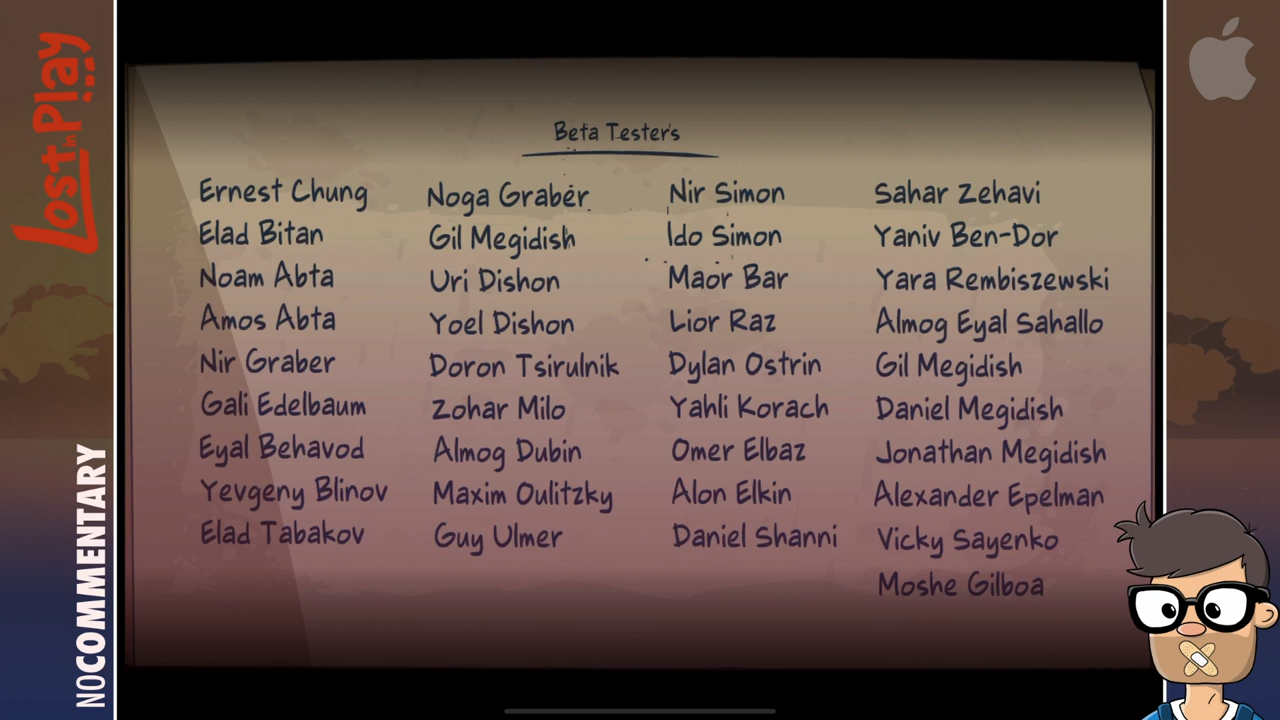 Lost in Play
NOCOMMENTARY
Beta Testers
Ernest Chung
Elad Bitan
Noam Abta
Amos Abta
Nir Graber
Gali Edelbaum
Eyal Behavod
Yevgeny Blinov
Elad Tabakov
Noga Graber
Gil Megidish
Uri Dishon
Yoel Dishon
Doron Tsirulnik
Zohar Milo
Almog Dubin
Maxim Oulitzky
Guy Ulmer
Nir Simon
Ido Simon
Maor Bar
Lior Raz
Dylan Ostrin
Yahli Korach
Omer Elbaz
Alon Elkin
Daniel Shanni
Sahar Zehavi
Yaniv Ben-Dor
Yara Rembiszewski
Almog Eyal Sahallo
Gil Megidish
Daniel Megidish
Jonathan Megidish
Alexander Epelman
Vicky Sayenko
Moshe Gilboa